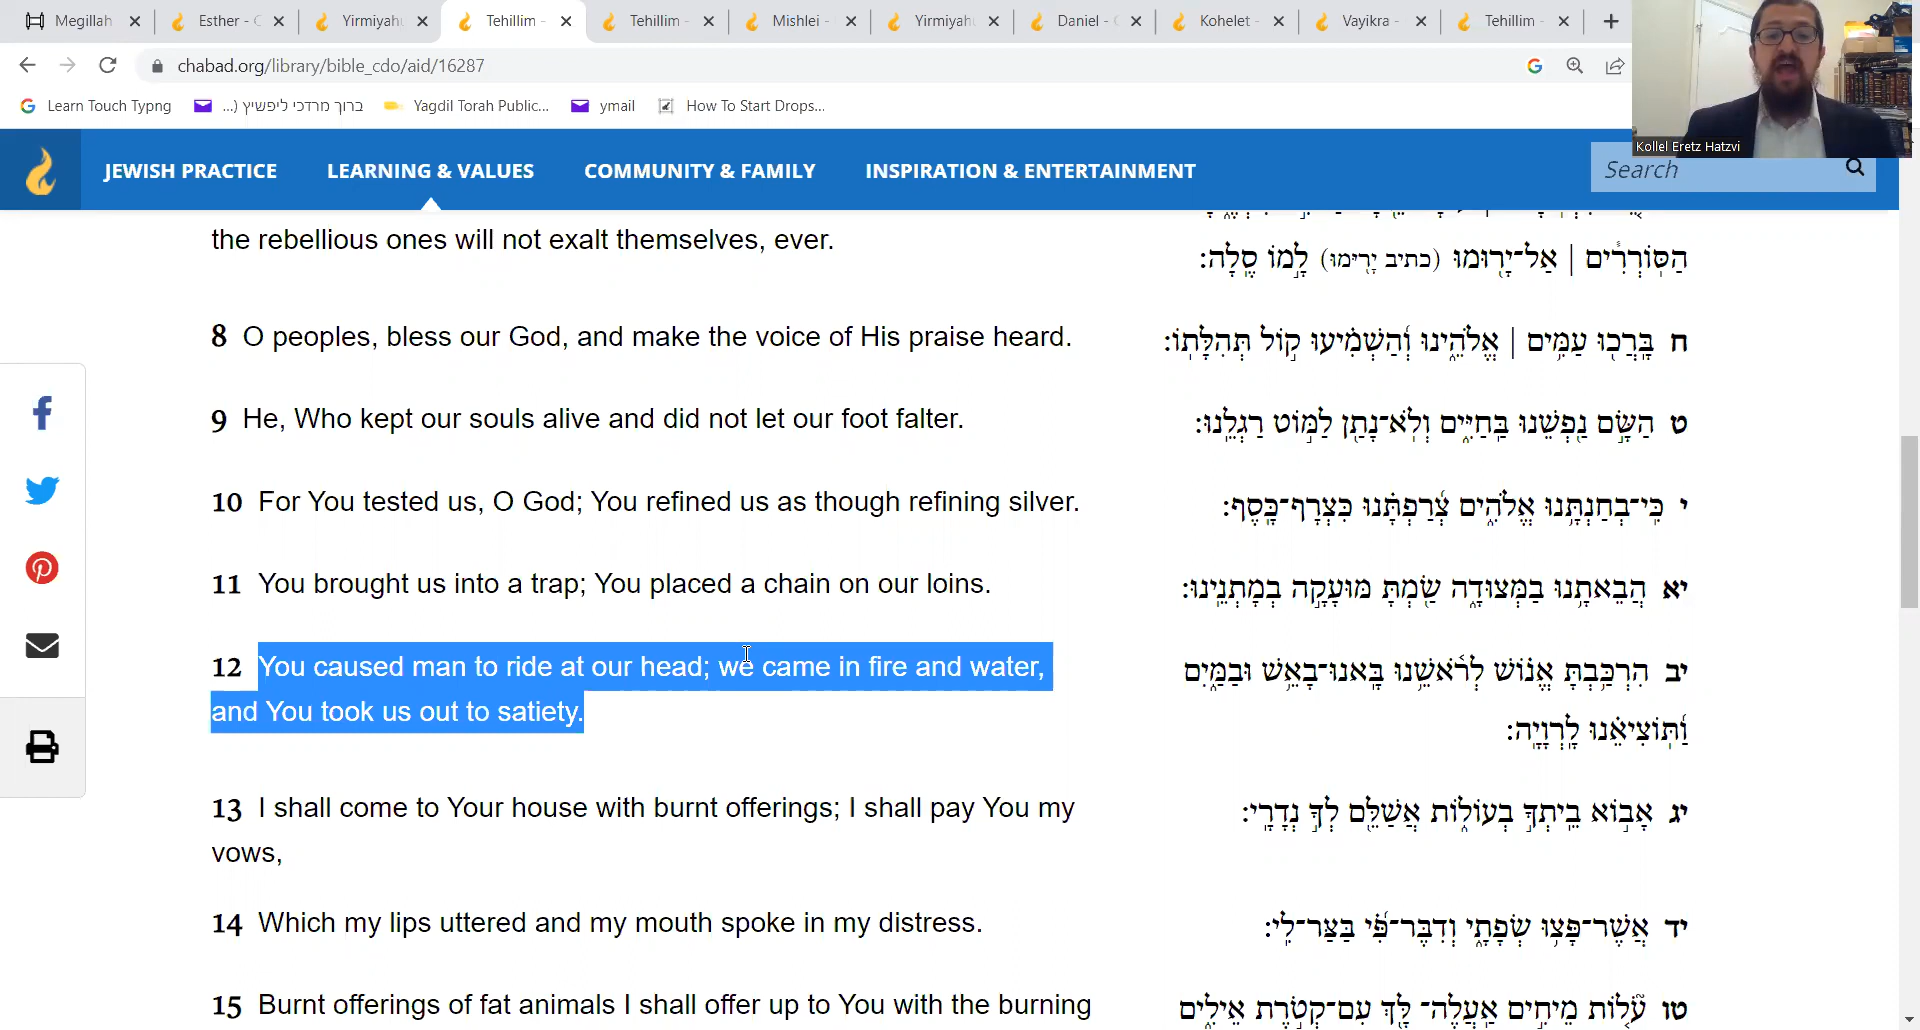 Megillah
Esther -
Yirmiyahu
Tehillim -
Tehillim -
Mishlei -
Yirmiyahu
Daniel -
Kohelet -
Vayikra -
Tehillim -
chabad.org/library/bible_cdo/aid/16287
Learn Touch Typng
ברוך מרדכי ליפשיץ (...
Yagdil Torah Public...
ymail
How To Start Drops...
Kollel Eretz Hatzvi
JEWISH PRACTICE
LEARNING & VALUES
COMMUNITY & FAMILY
INSPIRATION & ENTERTAINMENT
Search
the rebellious ones will not exalt themselves, ever.
הַסּֽוֹרְרִ֓ים | אַל־יָר֖וּמוּ (כתיב יָרִ֖ימוּ) לָ֣מוֹ סֶֽלָה:
8 O peoples, bless our God, and make the voice of His praise heard.
ח בָּֽרֲכ֖וּ עַמִּ֥ים | אֱלֹהֵ֑ינוּ וְ֜הַשְׁמִ֗יעוּ ק֣וֹל תְּהִלָּתֽוֹ:
9 He, Who kept our souls alive and did not let our foot falter.
ט הַשָּׂ֣ם נַ֖פְשֵׁנוּ בַּֽחַיִּ֑ים וְלֹֽא־נָתַ֖ן לַמּ֣וֹט רַגְלֵֽנוּ:
10 For You tested us, O God; You refined us as though refining silver.
י כִּֽי־בְחַנְתָּ֥נוּ אֱלֹהִ֑ים צְ֜רַפְתָּ֗נוּ כִּצְרָף־כָּֽסֶף:
11 You brought us into a trap; You placed a chain on our loins.
יא הֲבֵאתָ֥נוּ בַמְּצוּדָ֑ה שַׂ֖מְתָּ מוּעָקָ֣ה בְמָתְנֵֽינוּ:
12 You caused man to ride at our head; we came in fire and water,
and You took us out to satiety.
יב הִרְכַּ֥בְתָּ אֱנ֗וֹשׁ לְרֹ֫אשֵׁ֥נוּ בָּֽאנוּ־בָאֵ֥שׁ וּבַמַּ֑יִם
וַ֜תּֽוֹצִיאֵ֗נוּ לָֽרְוָיָֽה:
13 I shall come to Your house with burnt offerings; I shall pay You my
vows,
יג אָב֣וֹא בֵֽיתְךָ֣ בְעוֹל֑וֹת אֲשַׁלֵּ֖ם לְךָ֣ נְדָרָֽי:
14 Which my lips uttered and my mouth spoke in my distress.
יד אֲשֶׁר־פָּצ֥וּ שְׂפָתָ֑י וְדִבֶּר־פִּ֜֗י בַּצַּר־לִֽי:
15 Burnt offerings of fat animals I shall offer up to You with the burning
טו עֹ֘ל֚וֹת מֵחִ֣ים אַֽעֲלֶה־ לָּ֖ךְ עִם־קְטֹ֣רֶת אֵילִ֑ים